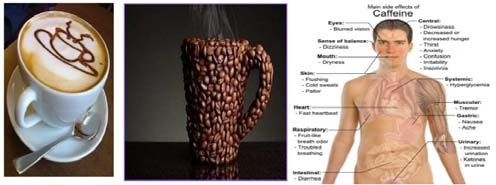 Main side effects of
Caffeine
Eyes:
- Blurred vision
Sense of balance:
- Dizziness
Mouth:
- Dryness
Skin:
- Flushing
- Cold sweats
- Pallor
Heart:
- Fast heartbeat
Respiratory:
- Fruit-like
breath odor
- Troubled
breathing
Intestinal:
- Diarrhea
Central:
- Drowsiness
- Decreased or
increased hunger
- Thirst
- Anxiety
- Confusion
- Irritability
- Insomnia
Systemic:
- Hyperglycemia
Muscular:
- Tremor
Gastric:
- Nausea
- Ache
Urinary:
- Increased
urination
- Ketones
in urine